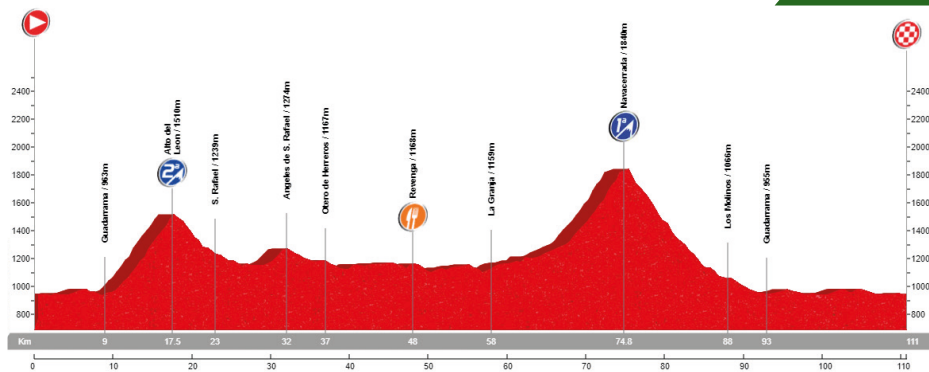 2400
2200
2000
1800
1600
1400
1200
1000
800
Guadarrama / 963m
Alto del
Leon / 1510m
2ª
S. Rafael / 1239m
Angeles de S. Rafael / 1274m
Otero de Herreros / 1167m
Revenga / 1168m
La Granja / 1159m
Navacerrada / 1840m
1ª
Los Molinos / 1066m
Guadarrama / 955m
2400
2200
2000
1800
1600
1400
1200
1000
800
Km 9 17.5 23 32 37 48 58 74.8 88 93 111
0 10 20 30 40 50 60 70 80 90 100 110